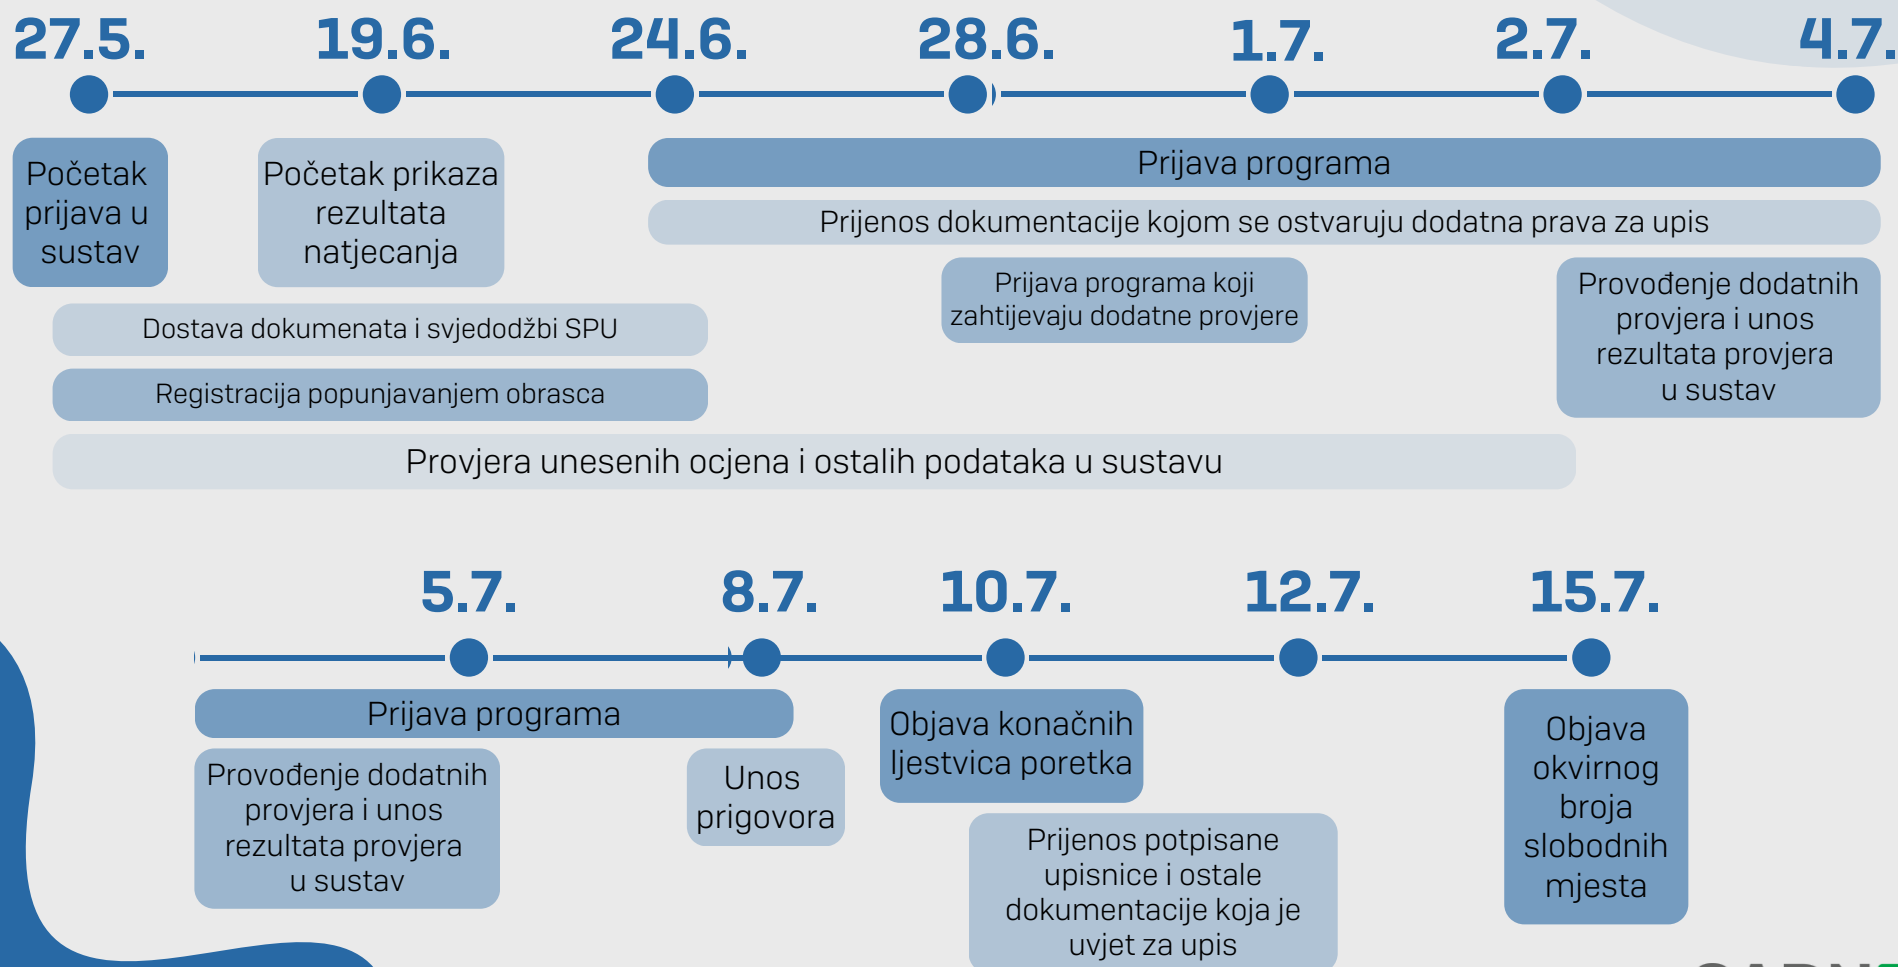 27.5. 19.6. 24.6. 28.6. 1.7. 2.7. 4.7.
Početak
prijava u
sustav
Početak prikaza
rezultata
natjecanja
Prijava programa
Prijenos dokumentacije kojom se ostvaruju dodatna prava za upis
Prijava programa koji
zahtijevaju dodatne provjere
Provođenje dodatnih
provjera i unos
rezultata provjera
u sustav
Dostava dokumenata i svjedodžbi SPU
Registracija popunjavanjem obrasca
Provjera unesenih ocjena i ostalih podataka u sustavu
5.7. 8.7. 10.7. 12.7. 15.7.
Prijava programa
Provođenje dodatnih
provjera i unos
rezultata provjera
u sustav
Unos
prigovora
Objava konačnih
ljestvica poretka
Prijenos potpisane
upisnice i ostale
dokumentacije koja je
uvjet za upis
Objava
okvirnog
broja
slobodnih
mjesta